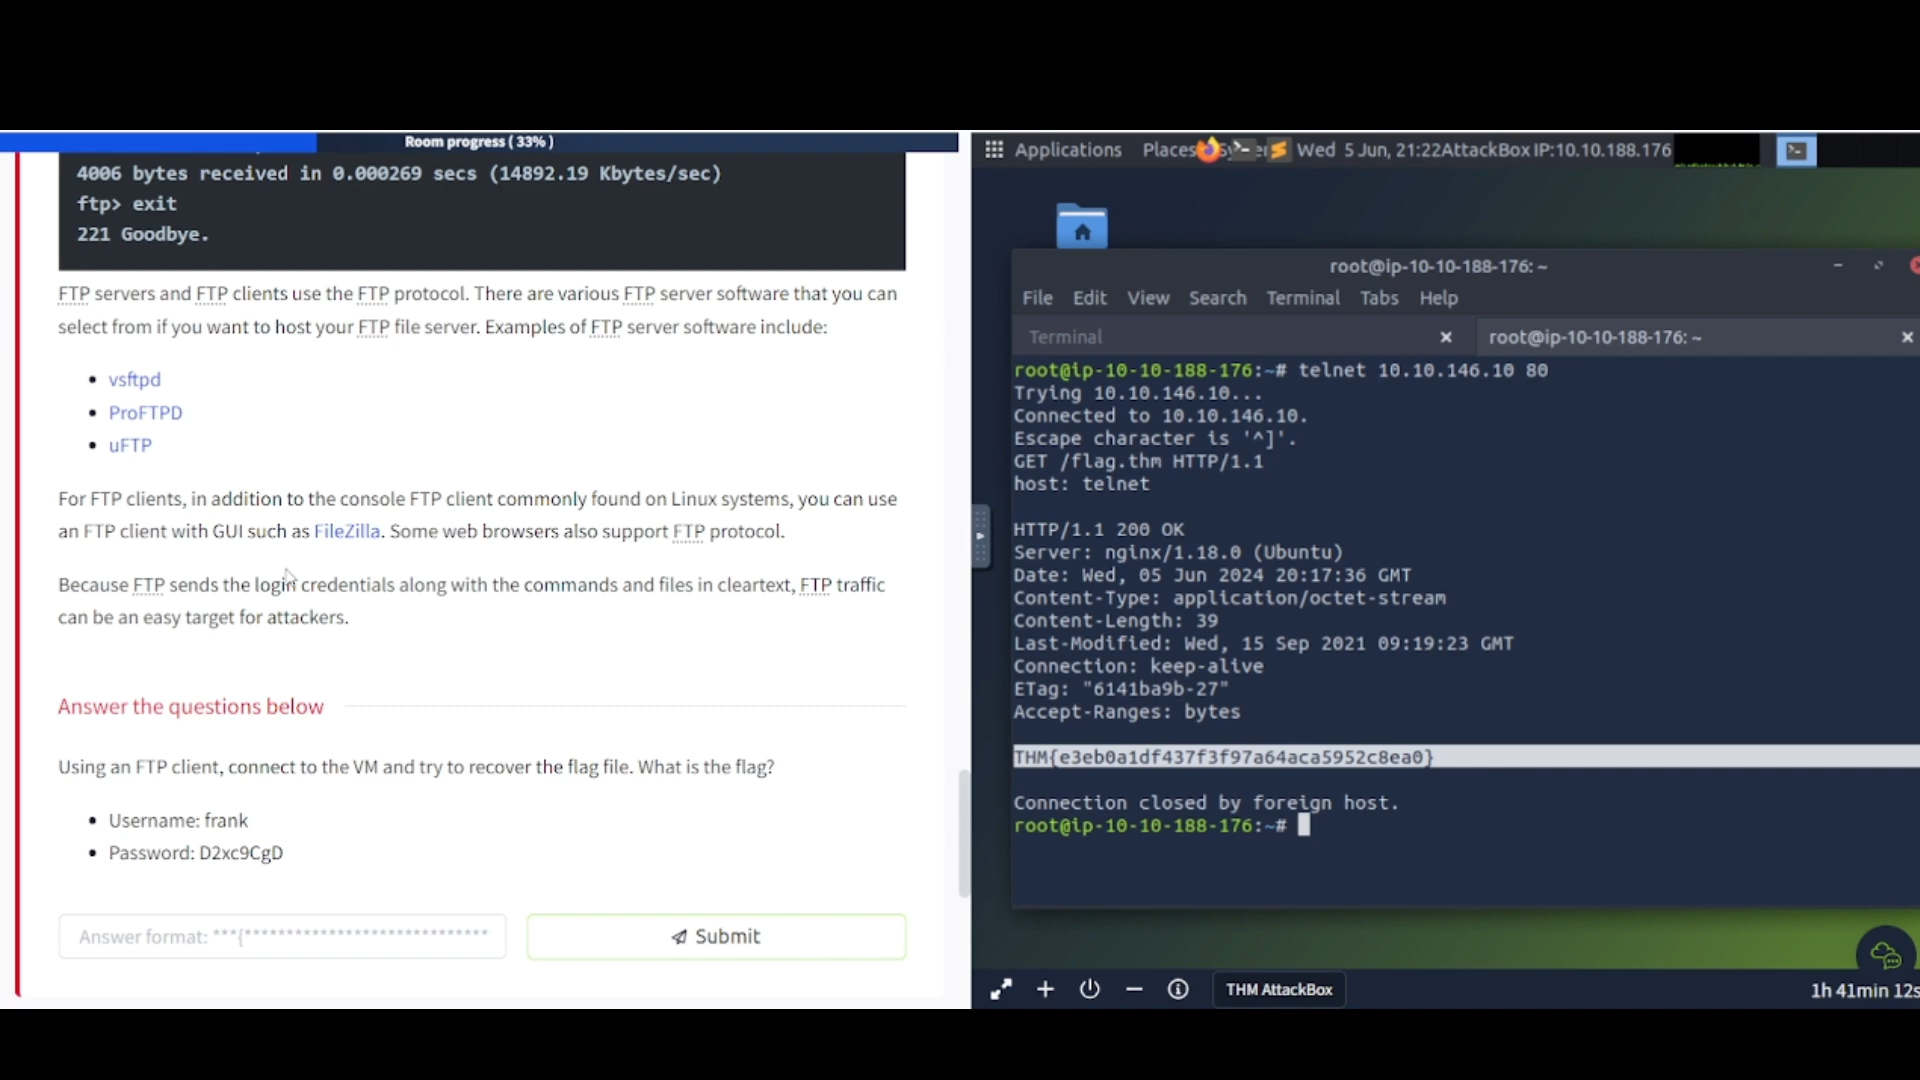 Room progress ( 33% )
4006 bytes received in 0.000269 secs (14892.19 Kbytes/sec)
ftp> exit
221 Goodbye.
FTP servers and FTP clients use the FTP protocol. There are various FTP server software that you can
select from if you want to host your FTP file server. Examples of FTP server software include:
• vsftpd
• ProFTPD
• uFTP
For FTP clients, in addition to the console FTP client commonly found on Linux systems, you can use
an FTP client with GUI such as FileZilla. Some web browsers also support FTP protocol.
Because FTP sends the login credentials along with the commands and files in cleartext, FTP traffic
can be an easy target for attackers.
Answer the questions below
Using an FTP client, connect to the VM and try to recover the flag file. What is the flag?
• Username: frank
• Password: D2xc9CgD
Answer format: ***{*****************************
Submit
Applications Places Wed 5 Jun, 21:22 AttackBox IP:10.10.188.176
root@ip-10-10-188-176: ~
File Edit View Search Terminal Tabs Help
Terminal × root@ip-10-10-188-176: ~ ×
root@ip-10-10-188-176:~# telnet 10.10.146.10 80
Trying 10.10.146.10...
Connected to 10.10.146.10.
Escape character is '^]'.
GET /flag.thm HTTP/1.1
host: telnet
HTTP/1.1 200 OK
Server: nginx/1.18.0 (Ubuntu)
Date: Wed, 05 Jun 2024 20:17:36 GMT
Content-Type: application/octet-stream
Content-Length: 39
Last-Modified: Wed, 15 Sep 2021 09:19:23 GMT
Connection: keep-alive
ETag: "6141ba9b-27"
Accept-Ranges: bytes
THM{e3eb0a1df437f3f97a64aca5952c8ea0}
Connection closed by foreign host.
root@ip-10-10-188-176:~#
THM AttackBox
1h 41min 12s